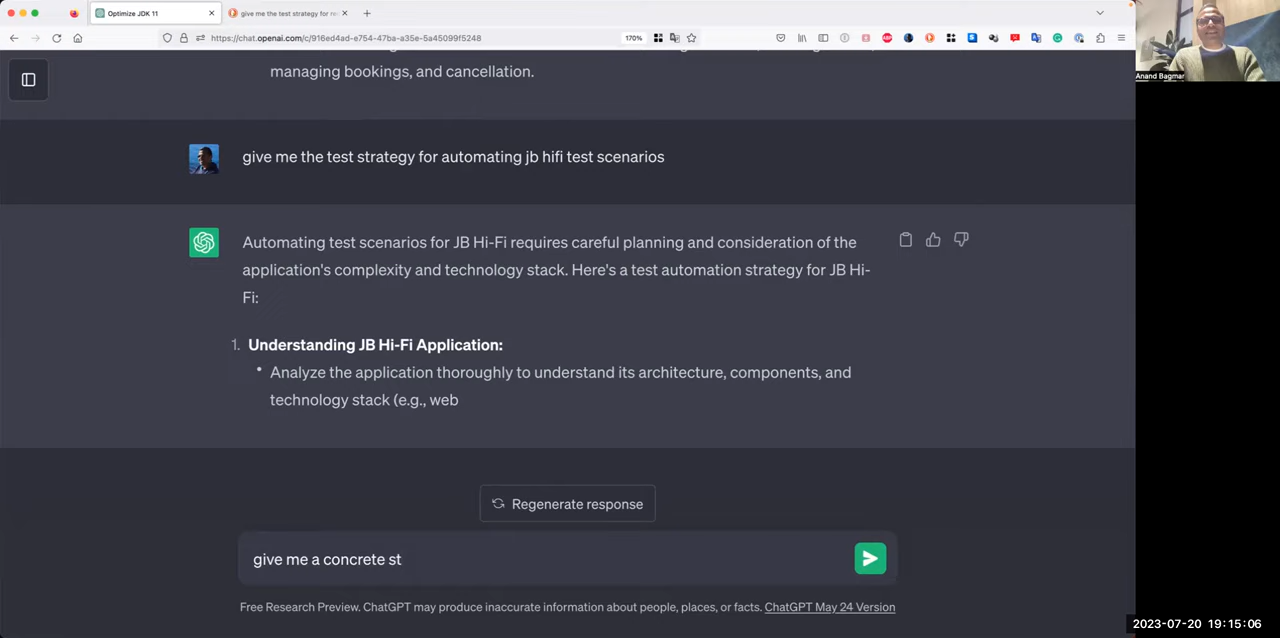 Optimize JDK 11
give me the test strategy for re
https://chat.openai.com/c/916ed4ad-e754-47ba-a35e-5a45099f5248
170%
Anand Bagmar
managing bookings, and cancellation.
give me the test strategy for automating jb hifi test scenarios
Automating test scenarios for JB Hi-Fi requires careful planning and consideration of the
application's complexity and technology stack. Here's a test automation strategy for JB Hi-
Fi:
1. Understanding JB Hi-Fi Application:
• Analyze the application thoroughly to understand its architecture, components, and
technology stack (e.g., web
Regenerate response
give me a concrete st
Free Research Preview. ChatGPT may produce inaccurate information about people, places, or facts. ChatGPT May 24 Version
2023-07-20 19:15:06